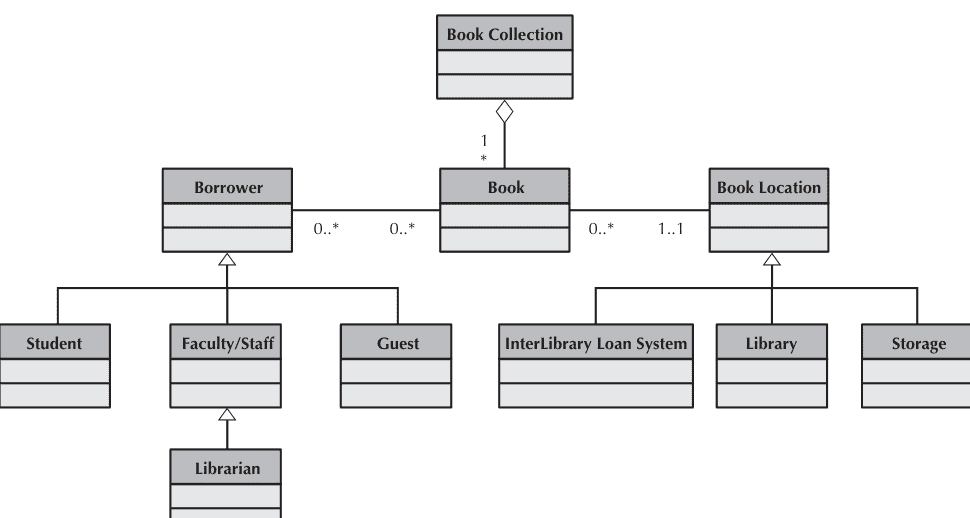 Book Collection
1
*
Borrower
Book
Book Location
0..*
0..*
0..*
1..1
Student
Faculty/Staff
Guest
InterLibrary Loan System
Library
Storage
Librarian